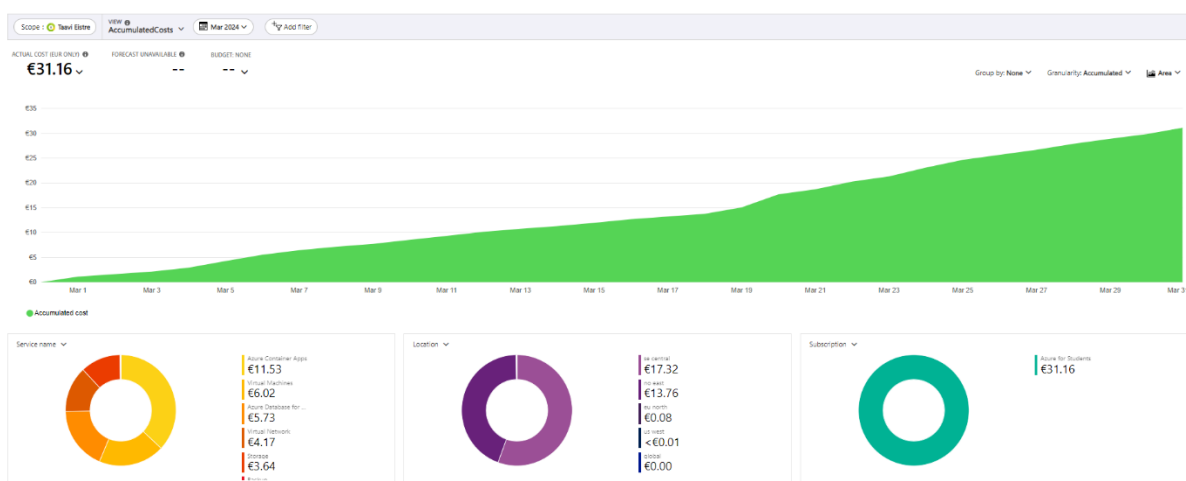 Scope : Taavi Eistre
VIEW
AccumulatedCosts
Mar 2024
Add filter
ACTUAL COST (EUR ONLY)
FORECAST UNAVAILABLE
BUDGET: NONE
€31.16
--
--
Group by: None
Granularity: Accumulated
Area
€35
€30
€25
€20
€15
€10
€5
€0
Mar 1
Mar 3
Mar 5
Mar 7
Mar 9
Mar 11
Mar 13
Mar 15
Mar 17
Mar 19
Mar 21
Mar 23
Mar 25
Mar 27
Mar 29
Mar 3
Accumulated cost
Service name
Azure Container Apps
€11.53
Virtual Machines
€6.02
Azure Database for ...
€5.73
Virtual Network
€4.17
Storage
€3.64
Location
se central
€17.32
no east
€13.76
eu north
€0.08
us west
<€0.01
global
€0.00
Subscription
Azure for Students
€31.16